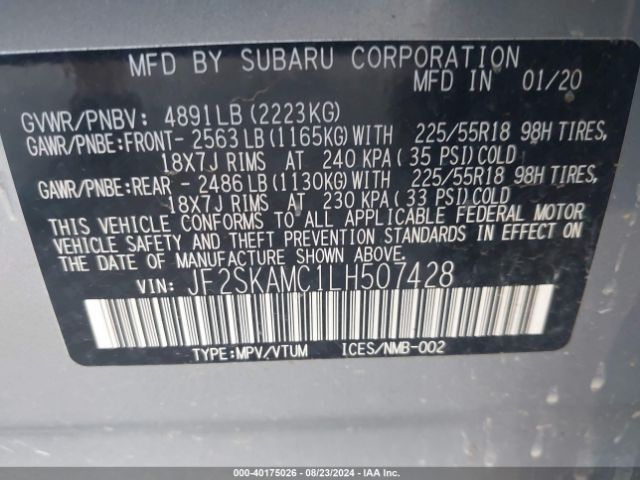 MFD BY SUBARU CORPORATION
MFD IN 01/20
GVWR/PNBV: 4891LB(2223KG)
GAWR/PNBE:FRONT- 2563LB(1165KG)WITH 225/55R18 98H TIRES,
18X7J RIMS AT 240 KPA( 35 PSI)COLD
GAWR/PNBE:REAR - 2486LB(1130KG)WITH 225/55R18 98H TIRES,
18X7J RIMS AT 230 KPA( 33 PSI)COLD
THIS VEHICLE CONFORMS TO ALL APPLICABLE FEDERAL MOTOR
VEHICLE SAFETY AND THEFT PREVENTION STANDARDS IN EFFECT ON
THE DATE OF MANUFACTURE SHOWN ABOVE.
VIN: JF2SKAMC1LH507428
TYPE:MPV/VTUM ICES/NMB-002
000-40175026 - 08/23/2024 - IAAI.com